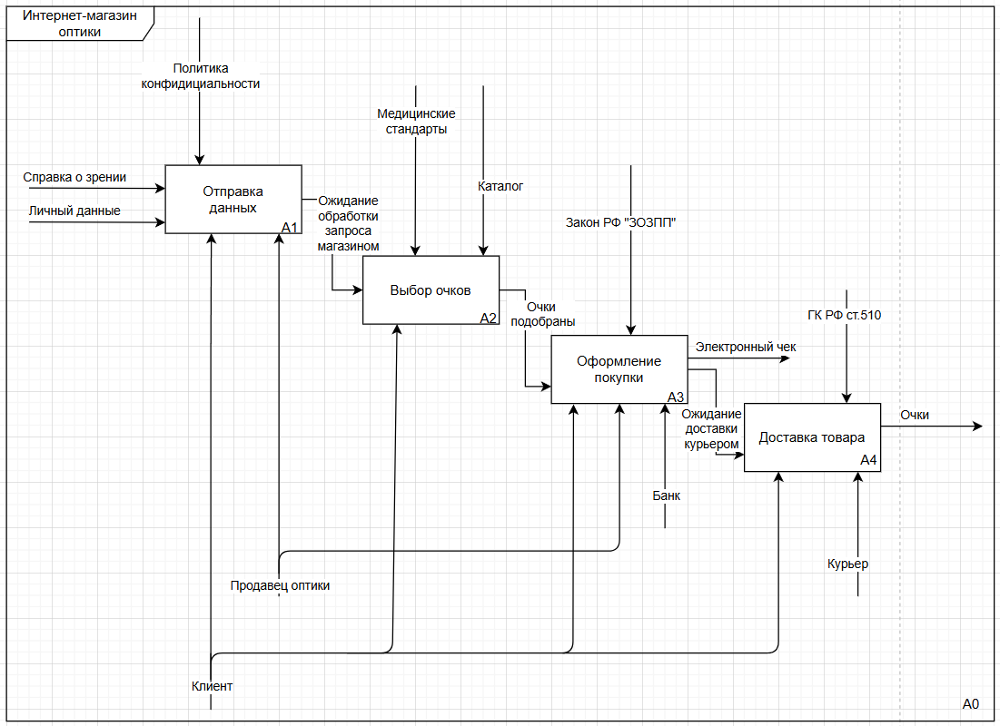 Интернет-магазин
оптики
Политика
конфидициальности
Медицинские
стандарты
Справка о зрении
Личный данные
Отправка
данных
A1
Каталог
Ожидание
обработки
запроса
магазином
Закон РФ "ЗОЗПП"
Выбор очков
A2
Очки
подобраны
ГК РФ ст.510
Электронный чек
Оформление
покупки
A3
Ожидание
доставки
курьером
Очки
Доставка товара
A4
Банк
Курьер
Продавец оптики
Клиент
A0